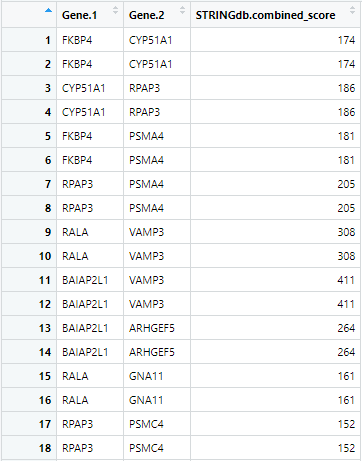 Gene.1 Gene.2 STRINGdb.combined_score
1 FKBP4 CYP51A1 174
2 FKBP4 CYP51A1 174
3 CYP51A1 RPAP3 186
4 CYP51A1 RPAP3 186
5 FKBP4 PSMA4 181
6 FKBP4 PSMA4 181
7 RPAP3 PSMA4 205
8 RPAP3 PSMA4 205
9 RALA VAMP3 308
10 RALA VAMP3 308
11 BAIAP2L1 VAMP3 411
12 BAIAP2L1 VAMP3 411
13 BAIAP2L1 ARHGEF5 264
14 BAIAP2L1 ARHGEF5 264
15 RALA GNA11 161
16 RALA GNA11 161
17 RPAP3 PSMC4 152
18 RPAP3 PSMC4 152